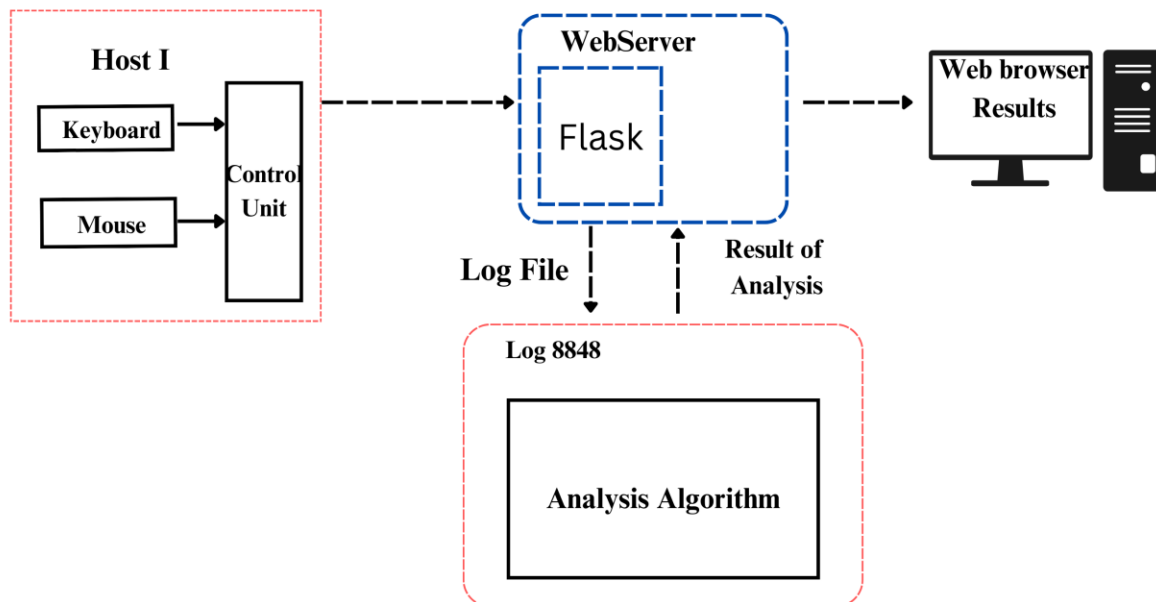 Host I
Keyboard
Mouse
Control
Unit
WebServer
Flask
Web browser
Results
Log File
Result of
Analysis
Log 8848
Analysis Algorithm